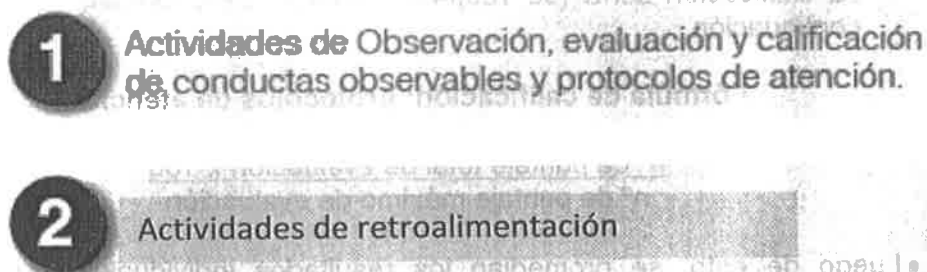 1 Actividades de Observación, evaluación y calificación
de conductas observables y protocolos de atención.
2 Actividades de retroalimentación